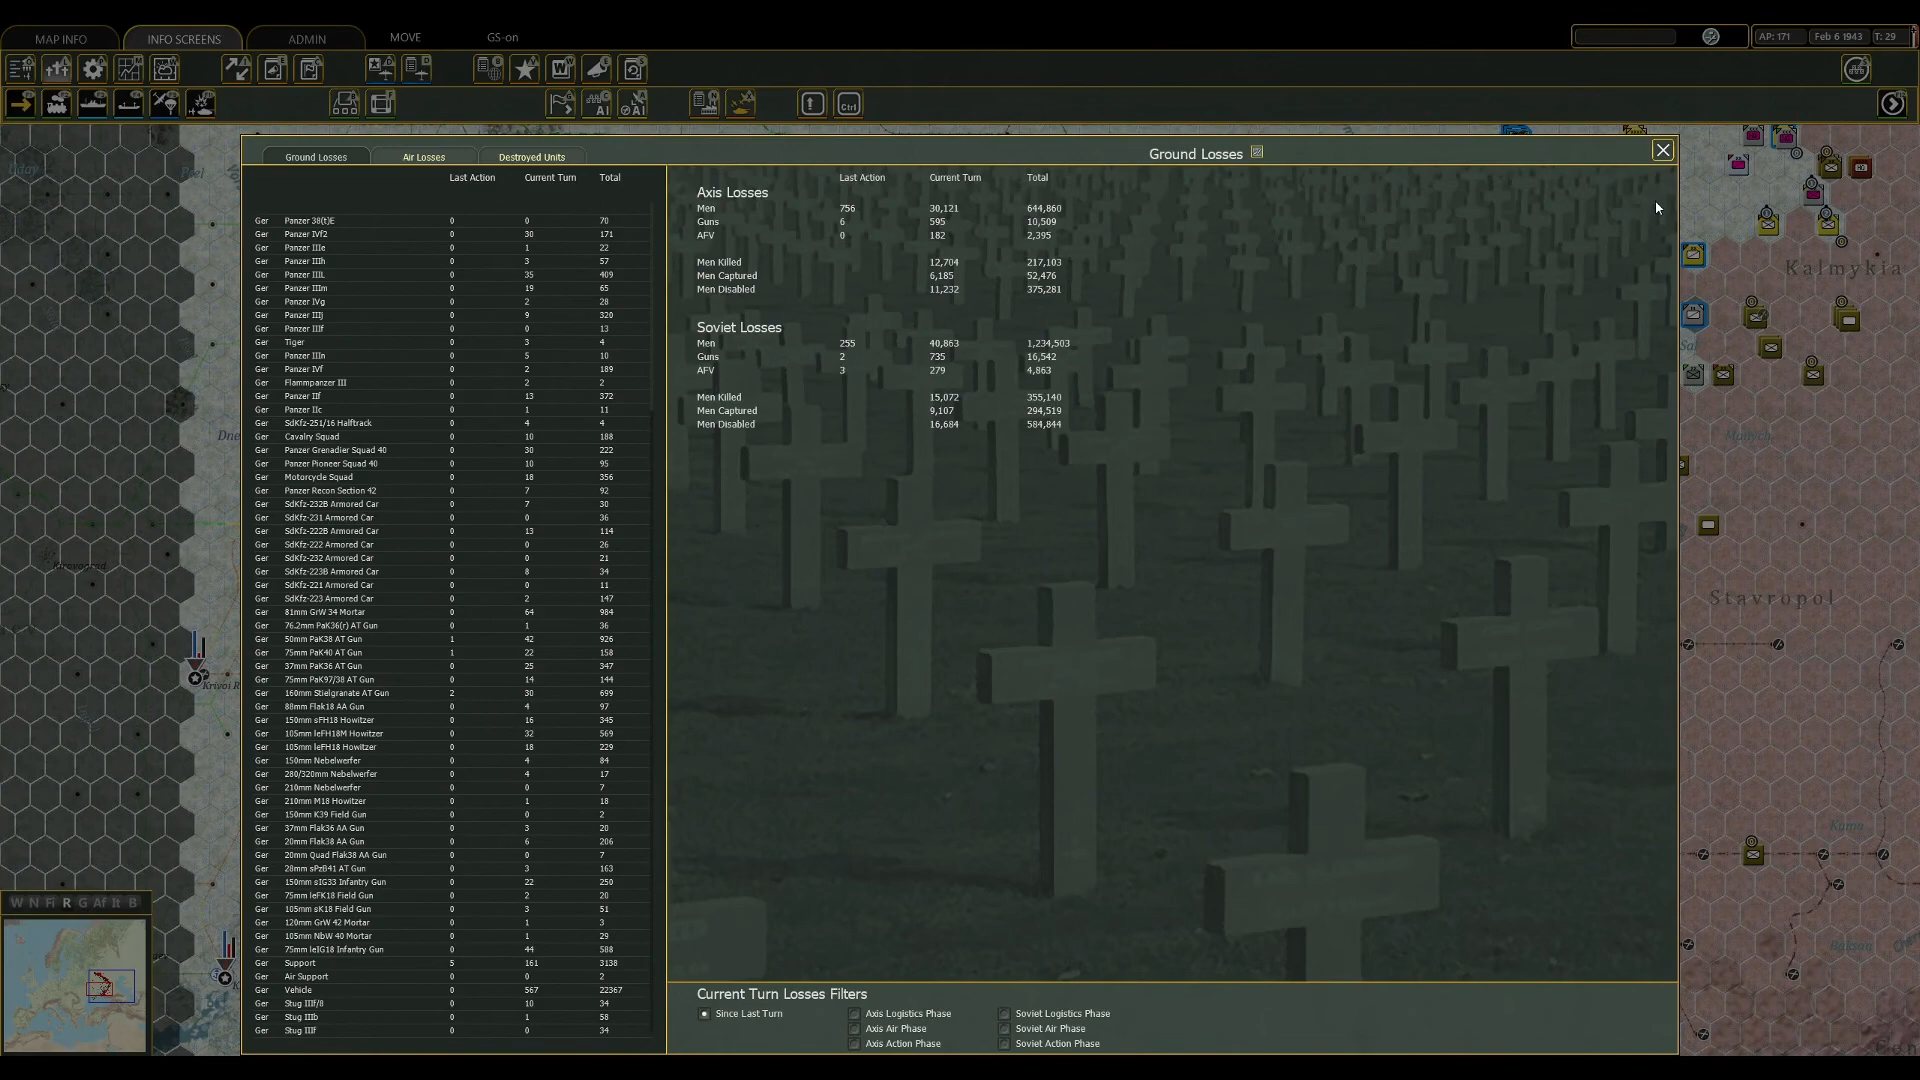 MAP INFO INFO SCREENS ADMIN MOVE GS-on AP: 171 Feb 6 1943 T: 29
Ctrl
Ground Losses Air Losses Destroyed Units Ground Losses
Last Action Current Turn Total
Ger Panzer 38(t)E 0 0 70
Ger Panzer IVf2 0 30 171
Ger Panzer IIIe 0 1 22
Ger Panzer IIIh 0 3 57
Ger Panzer IIIL 0 35 409
Ger Panzer IIIm 0 19 65
Ger Panzer IVg 0 2 28
Ger Panzer IIIj 0 9 320
Ger Panzer IIIf 0 0 13
Ger Tiger 0 3 4
Ger Panzer IIIn 0 5 10
Ger Panzer IVf 0 2 189
Ger Flammpanzer III 0 2 2
Ger Panzer IIf 0 13 372
Ger Panzer IIc 0 1 11
Ger SdKfz-251/16 Halftrack 0 4 4
Ger Cavalry Squad 0 10 188
Ger Panzer Grenadier Squad 40 0 30 222
Ger Panzer Pioneer Squad 40 0 10 95
Ger Motorcycle Squad 0 18 356
Ger Panzer Recon Section 42 0 7 92
Ger SdKfz-232B Armored Car 0 7 30
Ger SdKfz-231 Armored Car 0 0 36
Ger SdKfz-222B Armored Car 0 13 114
Ger SdKfz-222 Armored Car 0 0 26
Ger SdKfz-232 Armored Car 0 0 21
Ger SdKfz-223B Armored Car 0 8 34
Ger SdKfz-221 Armored Car 0 0 11
Ger SdKfz-223 Armored Car 0 2 147
Ger 81mm GrW 34 Mortar 0 64 984
Ger 76.2mm PaK36(r) AT Gun 0 1 36
Ger 50mm PaK38 AT Gun 1 42 926
Ger 75mm PaK40 AT Gun 1 22 158
Ger 37mm PaK36 AT Gun 0 25 347
Ger 75mm PaK97/38 AT Gun 0 14 144
Ger 160mm Stielgranate AT Gun 2 30 699
Ger 88mm Flak18 AA Gun 0 4 97
Ger 150mm sFH18 Howitzer 0 16 345
Ger 105mm leFH18M Howitzer 0 32 569
Ger 105mm leFH18 Howitzer 0 18 229
Ger 150mm Nebelwerfer 0 4 84
Ger 280/320mm Nebelwerfer 0 4 17
Ger 210mm Nebelwerfer 0 0 7
Ger 210mm M18 Howitzer 0 1 18
Ger 150mm K39 Field Gun 0 0 2
Ger 37mm Flak36 AA Gun 0 3 20
Ger 20mm Flak38 AA Gun 0 6 206
Ger 20mm Quad Flak38 AA Gun 0 0 7
Ger 28mm sPzB41 AT Gun 0 3 163
Ger 150mm sIG33 Infantry Gun 0 22 250
Ger 75mm leFK18 Field Gun 0 2 20
Ger 105mm sK18 Field Gun 0 3 51
Ger 120mm GrW 42 Mortar 0 1 3
Ger 105mm NbW 40 Mortar 0 1 29
Ger 75mm leIG18 Infantry Gun 0 44 588
Ger Support 5 161 3138
Ger Air Support 0 0 2
Ger Vehicle 0 567 22367
Ger Stug IIIf/8 0 10 34
Ger Stug IIIb 0 1 58
Ger Stug IIIf 0 0 34
Last Action Current Turn Total
Axis Losses
Men 756 30,121 644,860
Guns 6 595 10,509
AFV 0 182 2,395
Men Killed 12,704 217,103
Men Captured 6,185 52,476
Men Disabled 11,232 375,281
Soviet Losses
Men 255 40,863 1,234,503
Guns 2 735 16,542
AFV 3 279 4,863
Men Killed 15,072 355,140
Men Captured 9,107 294,519
Men Disabled 16,684 584,844
Current Turn Losses Filters
Since Last Turn Axis Logistics Phase Soviet Logistics Phase
Axis Air Phase Soviet Air Phase
Axis Action Phase Soviet Action Phase
Kalmykia
Sal
Manych
Stavropol
Kuma
Baksan
Kirovograd
Krivoi R
Dne
W N Fi R G Af It B